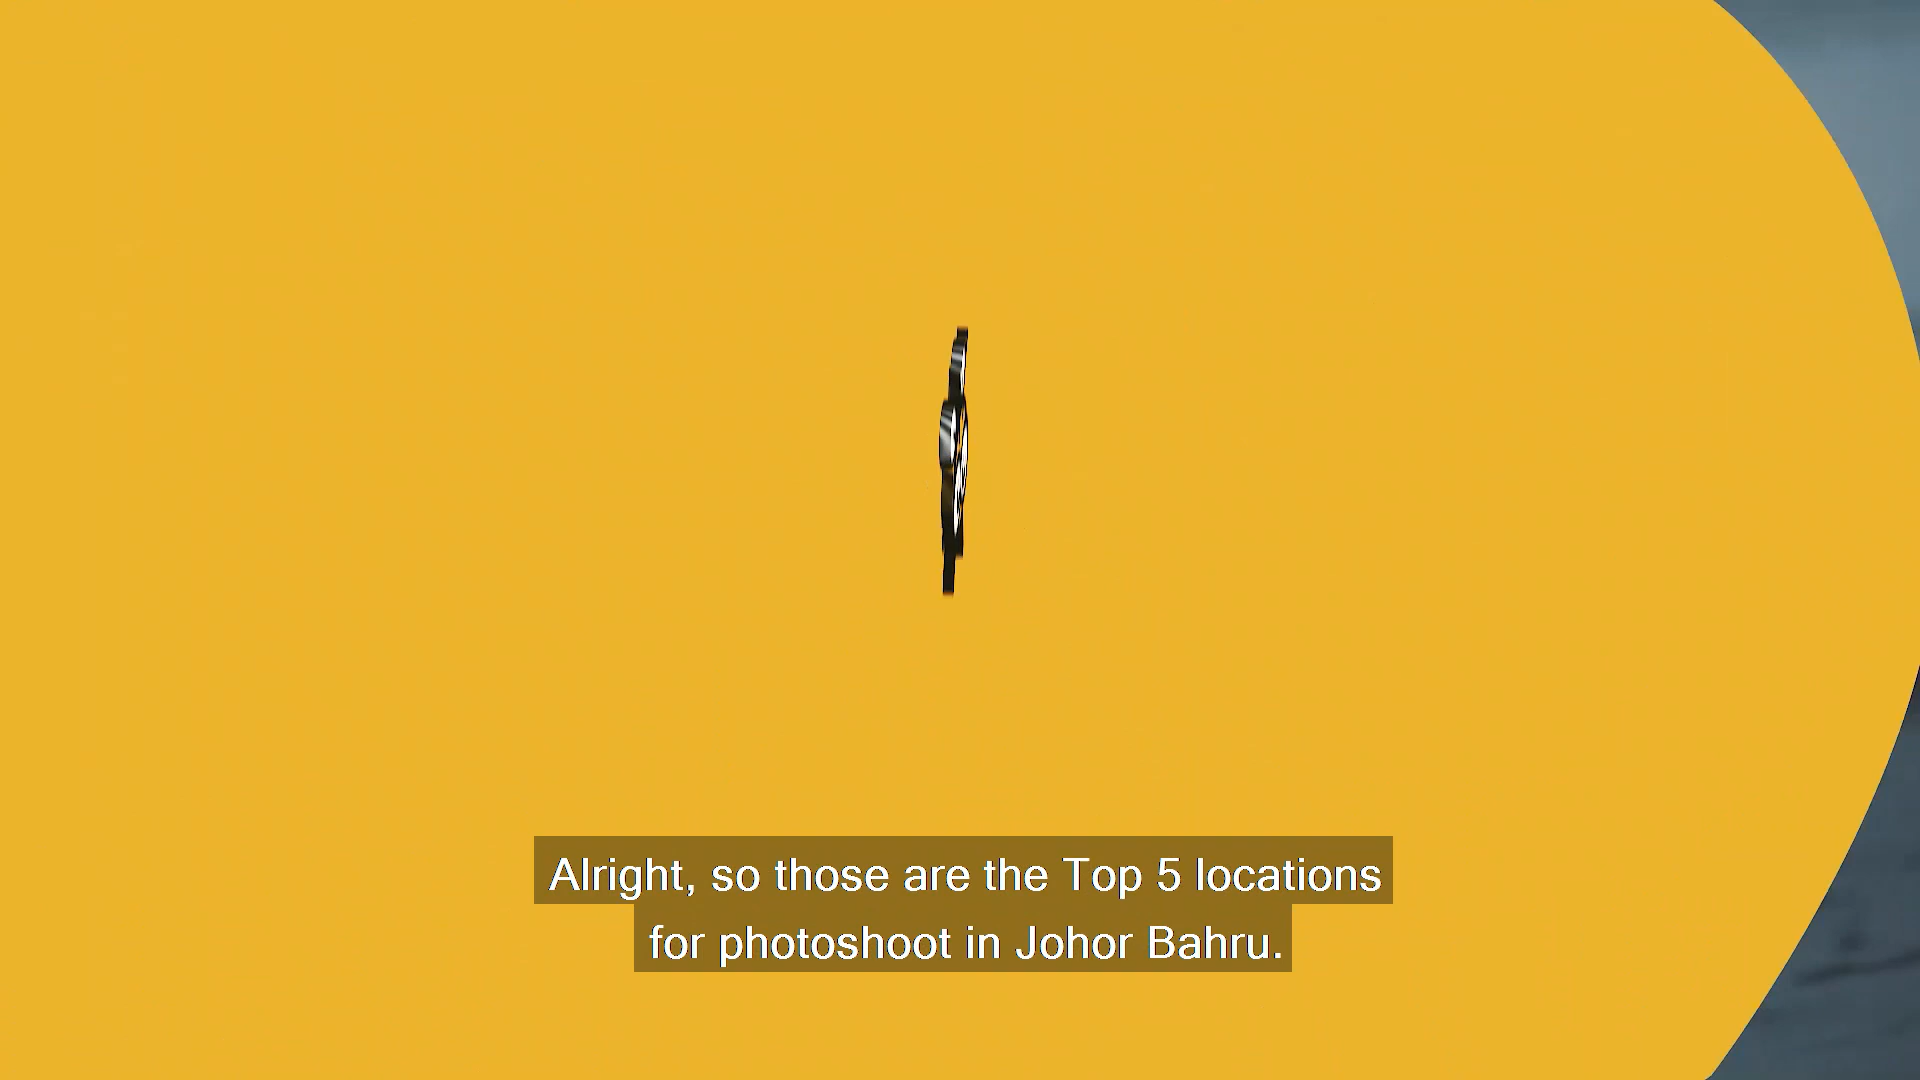 Alright, so those are the Top 5 locations
for photoshoot in Johor Bahru.